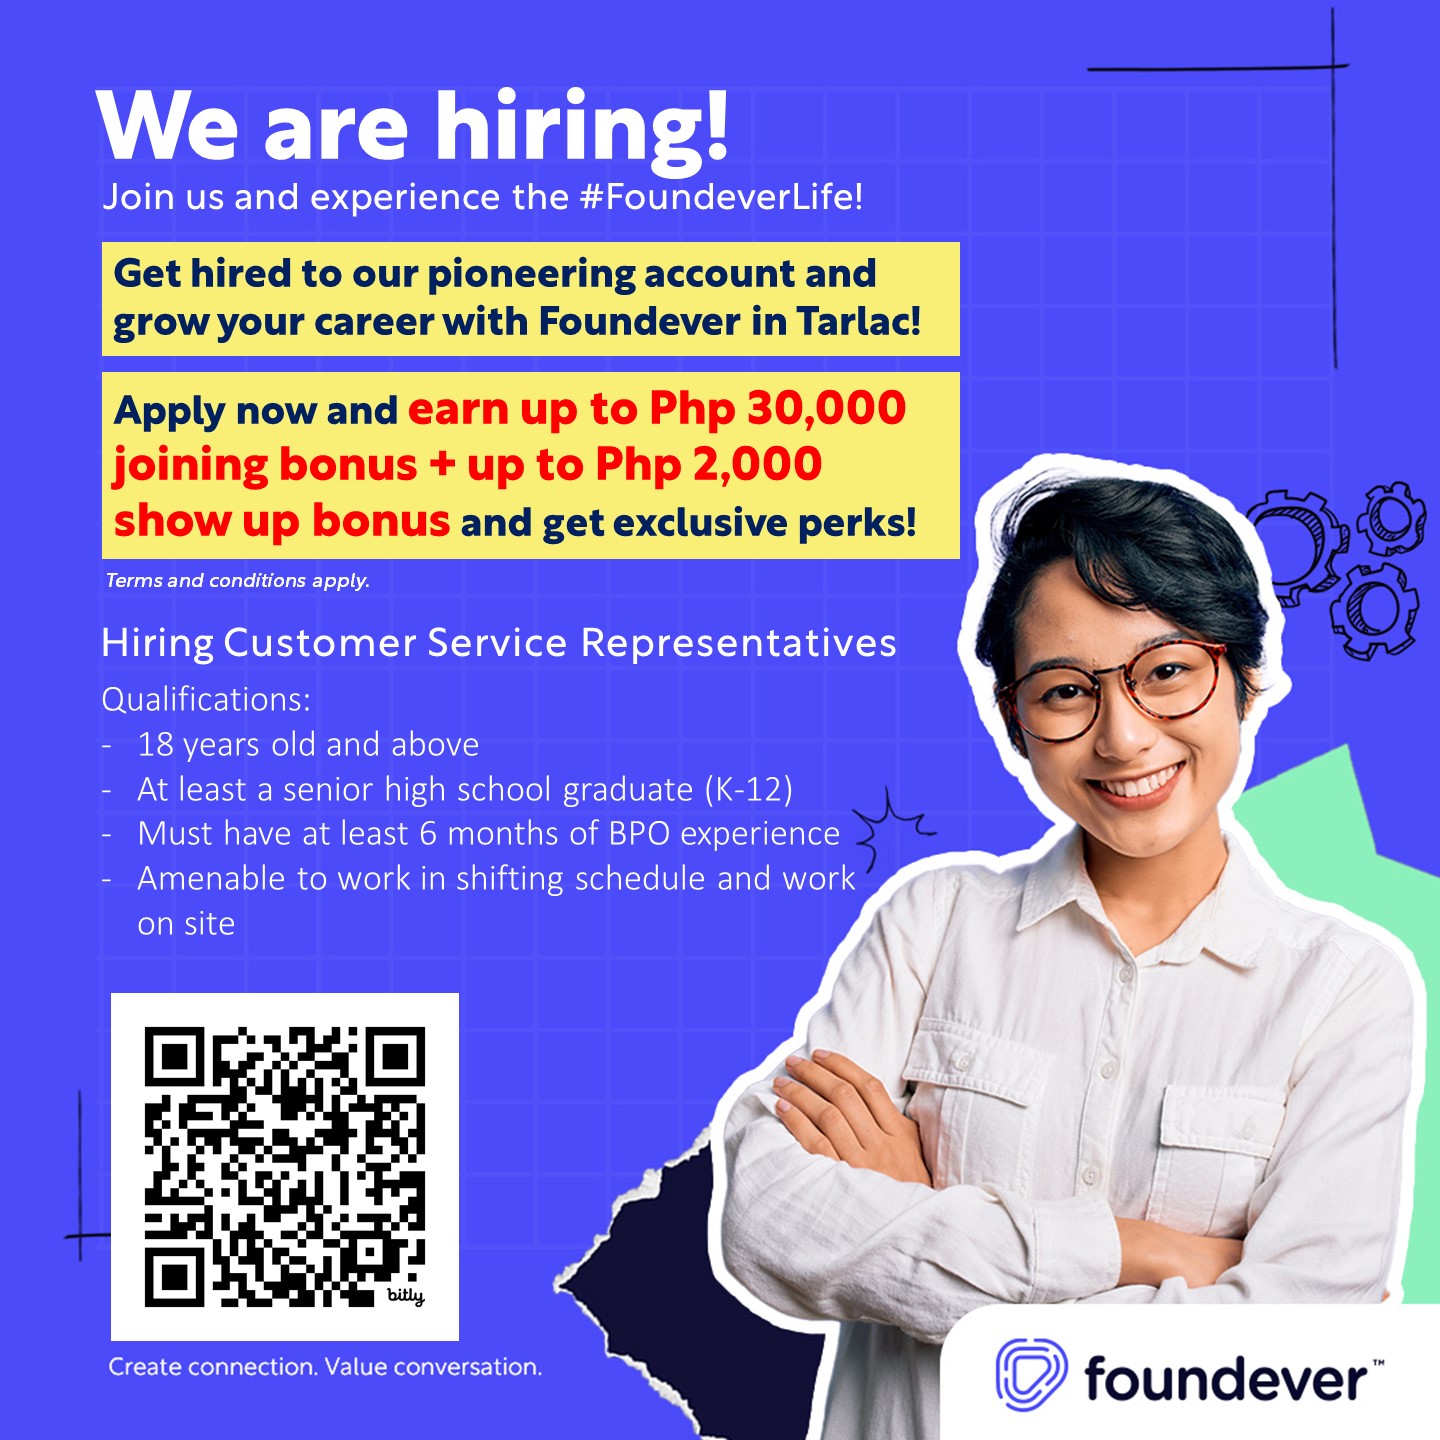 We are hiring!
Join us and experience the #FoundeverLife!
Get hired to our pioneering account and
grow your career with Foundever in Tarlac!
Apply now and earn up to Php 30,000
joining bonus + up to Php 2,000
show up bonus and get exclusive perks!
Terms and conditions apply.
Hiring Customer Service Representatives
Qualifications:
- 18 years old and above
- At least a senior high school graduate (K-12)
- Must have at least 6 months of BPO experience
- Amenable to work in shifting schedule and work
on site
bitly
Create connection. Value conversation.
foundever™